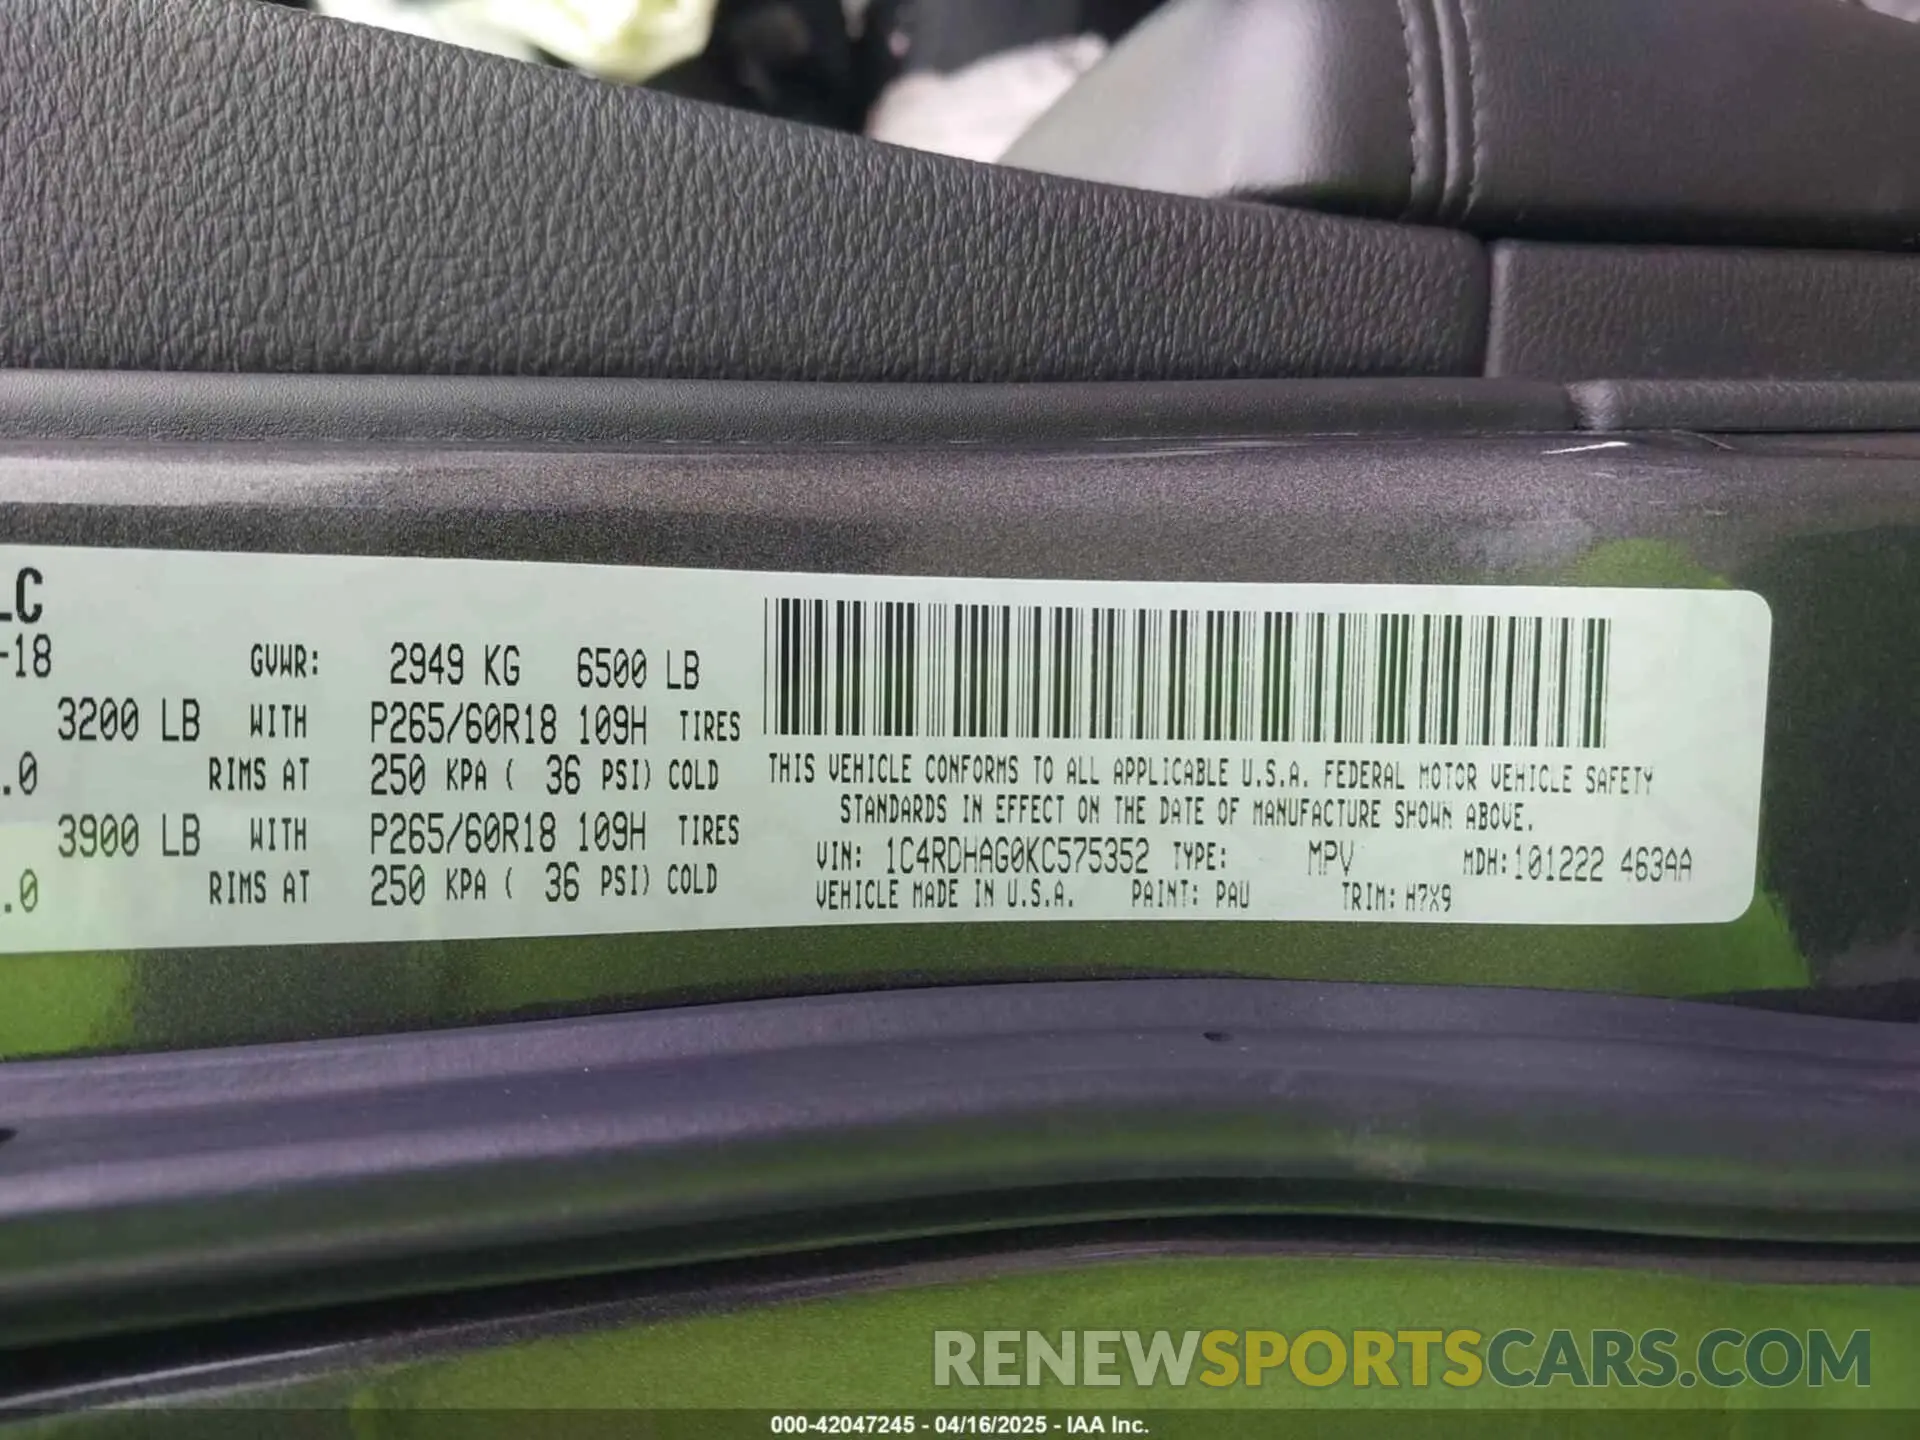 LC
-18 GVWR: 2949 KG 6500 LB
3200 LB WITH P265/60R18 109H TIRES
.0 RIMS AT 250 KPA ( 36 PSI) COLD
3900 LB WITH P265/60R18 109H TIRES
.0 RIMS AT 250 KPA ( 36 PSI) COLD
THIS VEHICLE CONFORMS TO ALL APPLICABLE U.S.A. FEDERAL MOTOR VEHICLE SAFETY
STANDARDS IN EFFECT ON THE DATE OF MANUFACTURE SHOWN ABOVE.
VIN: 1C4RDHAG0KC575352 TYPE: MPV MDH:101222 463AA
VEHICLE MADE IN U.S.A. PAINT: PAU TRIM: H7X9
RENEWSPORTSCARS.COM
000-42047245 - 04/16/2025 - IAA Inc.